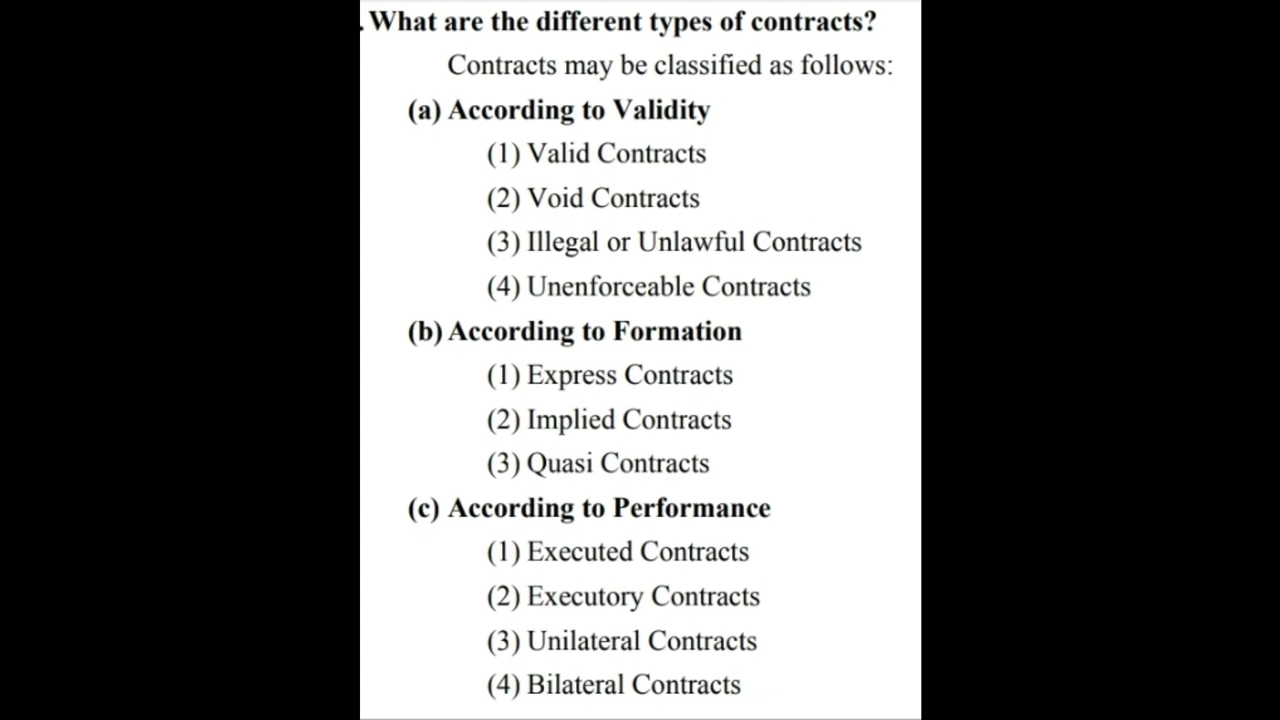 .What are the different types of contracts?
Contracts may be classified as follows:
(a) According to Validity
(1) Valid Contracts
(2) Void Contracts
(3) Illegal or Unlawful Contracts
(4) Unenforceable Contracts
(b) According to Formation
(1) Express Contracts
(2) Implied Contracts
(3) Quasi Contracts
(c) According to Performance
(1) Executed Contracts
(2) Executory Contracts
(3) Unilateral Contracts
(4) Bilateral Contracts